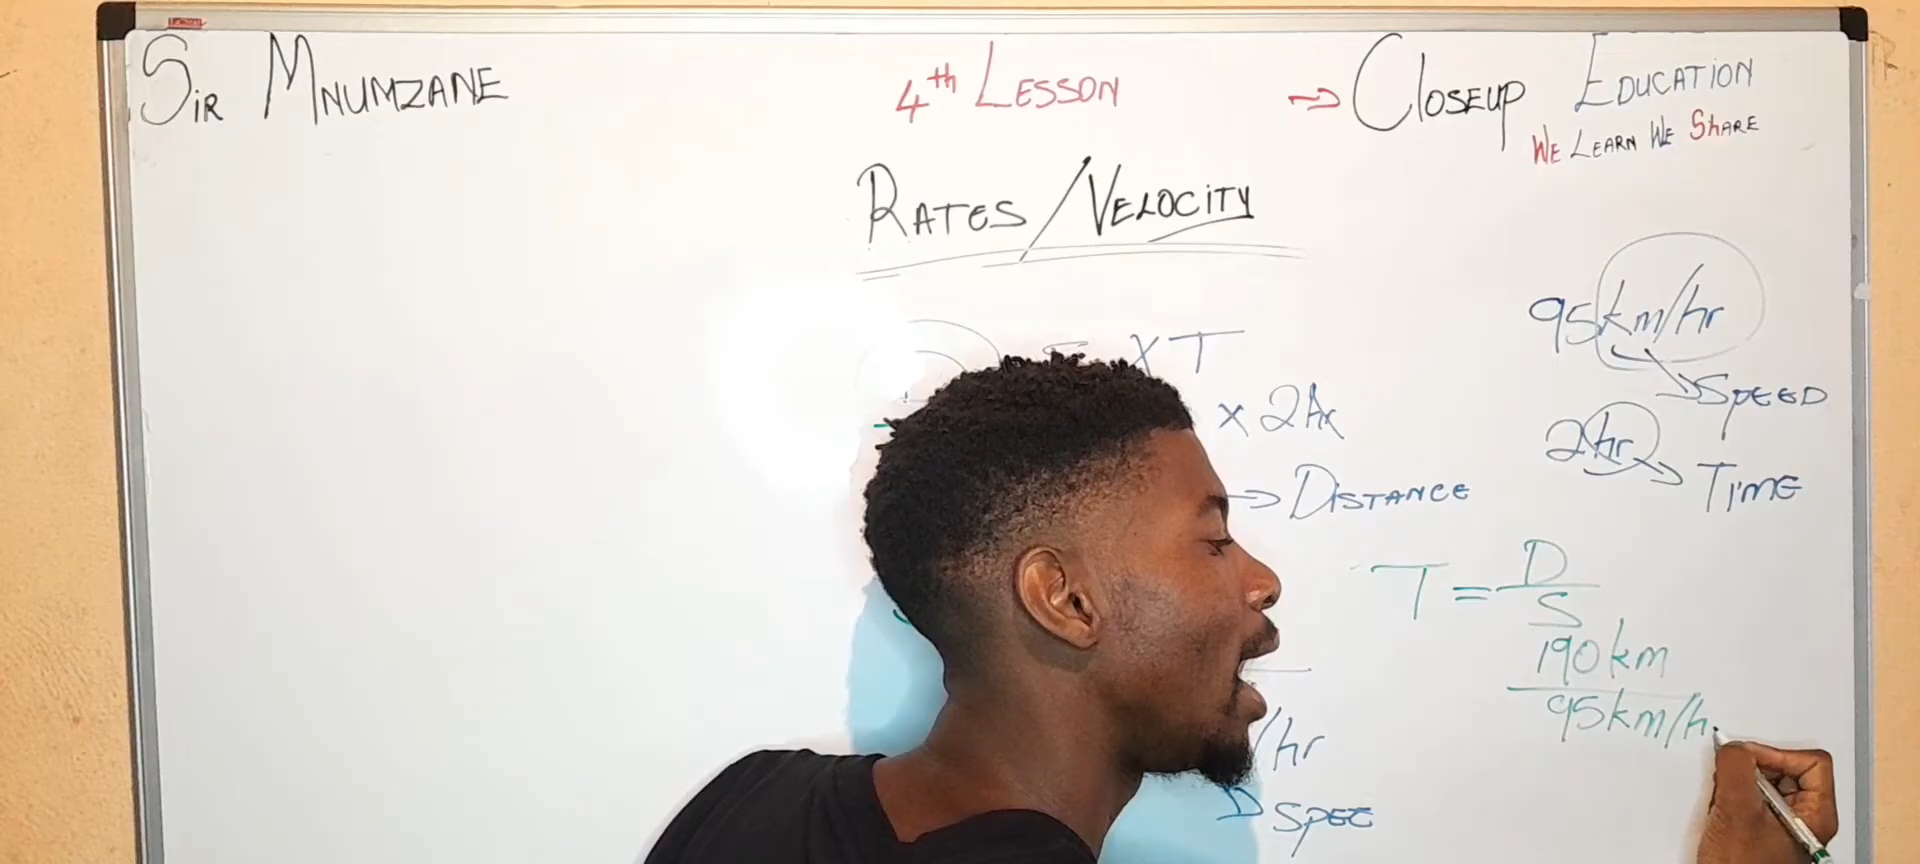 SIR MNUMZANE
4th LESSON
→ CLOSEUP EDUCATION
WE LEARN WE SHARE
RATES/VELOCITY
x T
x 2hr
→ DISTANCE
95km/hr
→ SPEED
2hr → TIME
T = D
S
190km
95km/h
/hr
SPEE